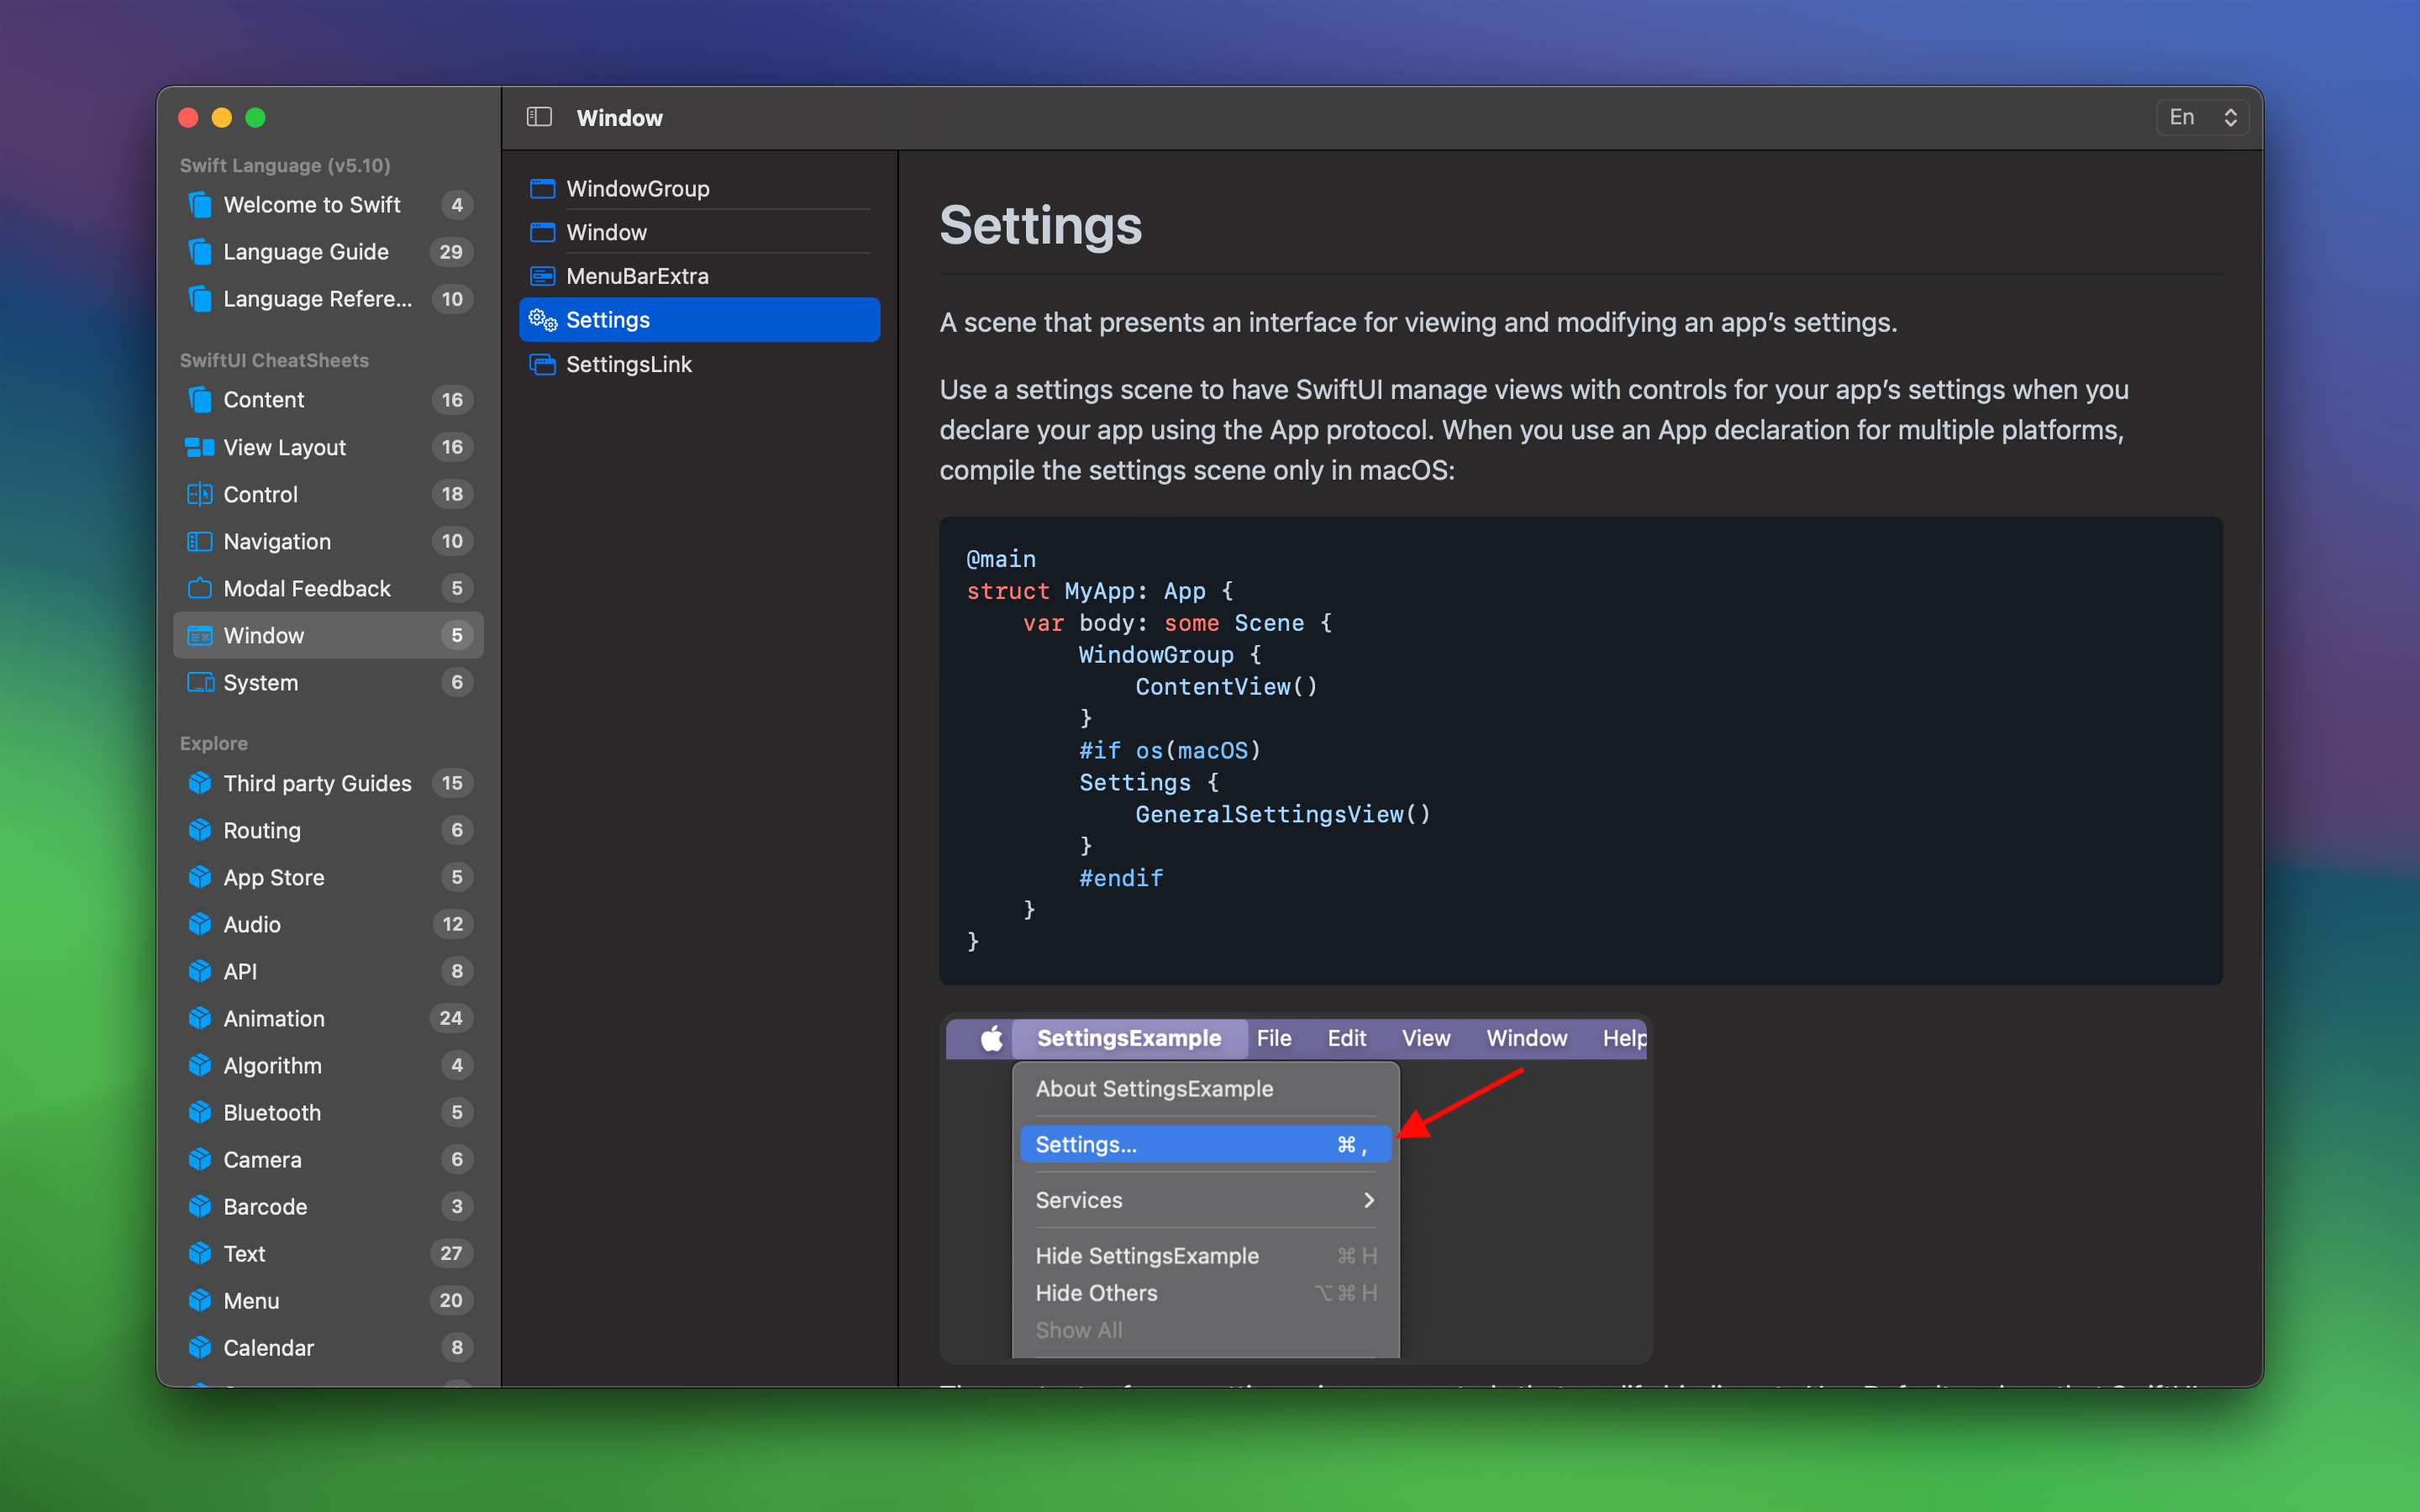 Swift Language (v5.10)
Welcome to Swift 4
Language Guide 29
Language Refere... 10
SwiftUI CheatSheets
Content 16
View Layout 16
Control 18
Navigation 10
Modal Feedback 5
Window 5
System 6
Explore
Third party Guides 15
Routing 6
App Store 5
Audio 12
API 8
Animation 24
Algorithm 4
Bluetooth 5
Camera 6
Barcode 3
Text 27
Menu 20
Calendar 8
Window
En
WindowGroup
Window
MenuBarExtra
Settings
SettingsLink
Settings
A scene that presents an interface for viewing and modifying an app’s settings.
Use a settings scene to have SwiftUI manage views with controls for your app’s settings when you
declare your app using the App protocol. When you use an App declaration for multiple platforms,
compile the settings scene only in macOS:
@main
struct MyApp: App {
    var body: some Scene {
        WindowGroup {
            ContentView()
        }
        #if os(macOS)
        Settings {
            GeneralSettingsView()
        }
        #endif
    }
}
SettingsExample File Edit View Window Help
About SettingsExample
Settings... ⌘ ,
Services
Hide SettingsExample ⌘ H
Hide Others ⌥ ⌘ H
Show All